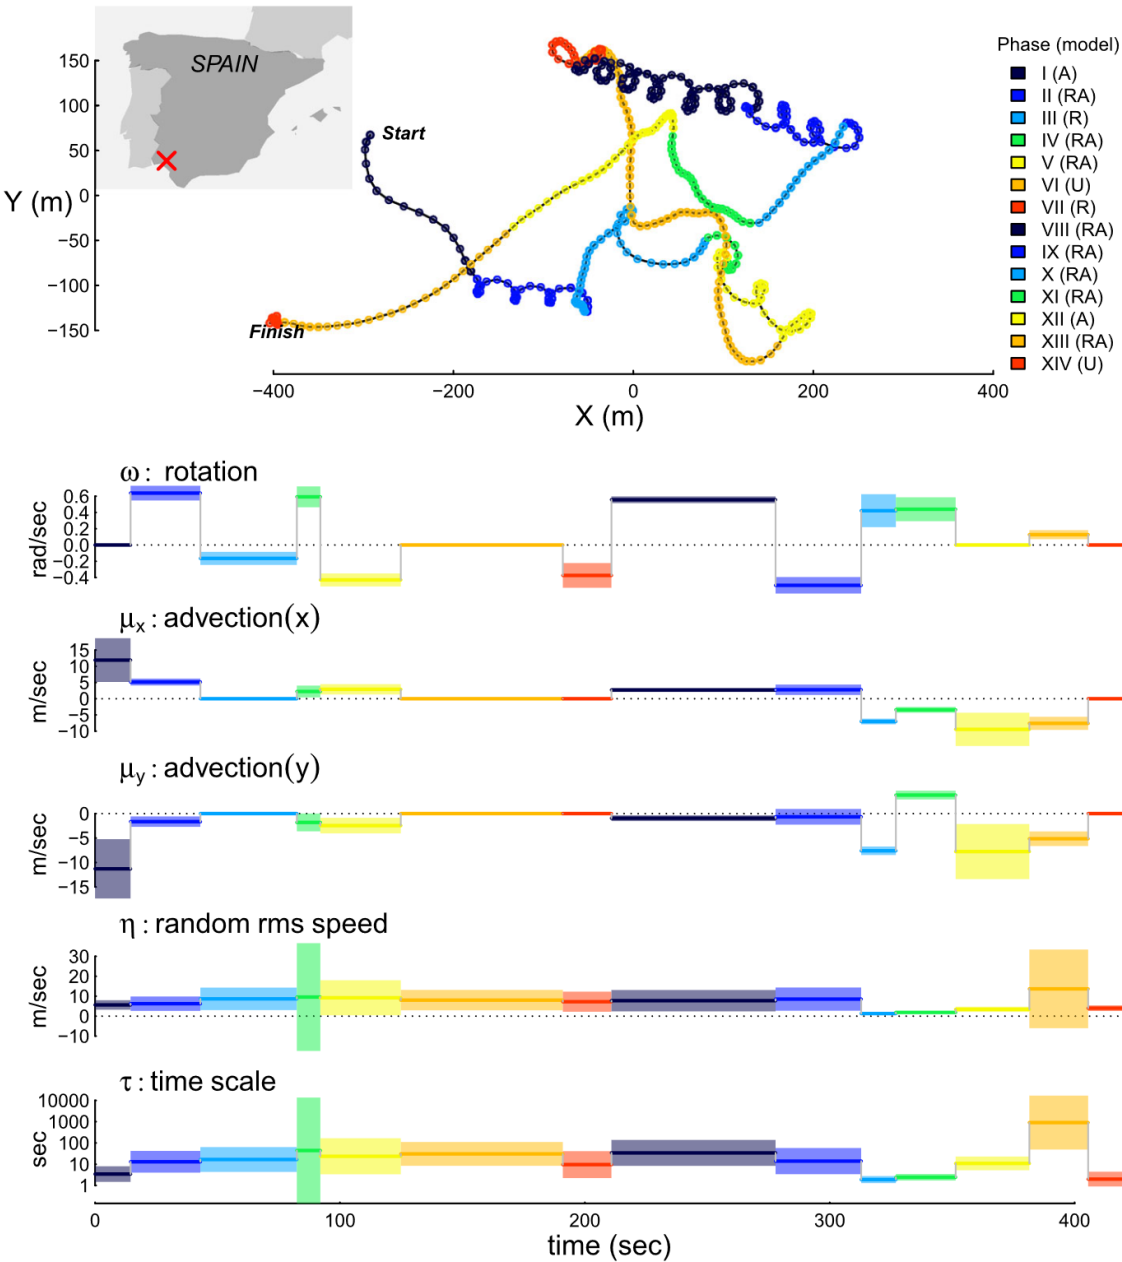 SPAIN
Start
Finish
150
100
50
0
−50
−100
−150
Y (m)
−400
−200
0
200
400
X (m)
Phase (model)
I (A)
II (RA)
III (R)
IV (RA)
V (RA)
VI (U)
VII (R)
VIII (RA)
IX (RA)
X (RA)
XI (RA)
XII (A)
XIII (RA)
XIV (U)
ω : rotation
rad/sec
0.6
0.4
0.2
0.0
−0.2
−0.4
μx : advection(x)
m/sec
15
10
5
0
−5
−10
μy : advection(y)
m/sec
0
−5
−10
−15
η : random rms speed
m/sec
30
20
10
0
−10
τ : time scale
sec
10000
1000
100
10
1
0
100
200
300
400
time (sec)